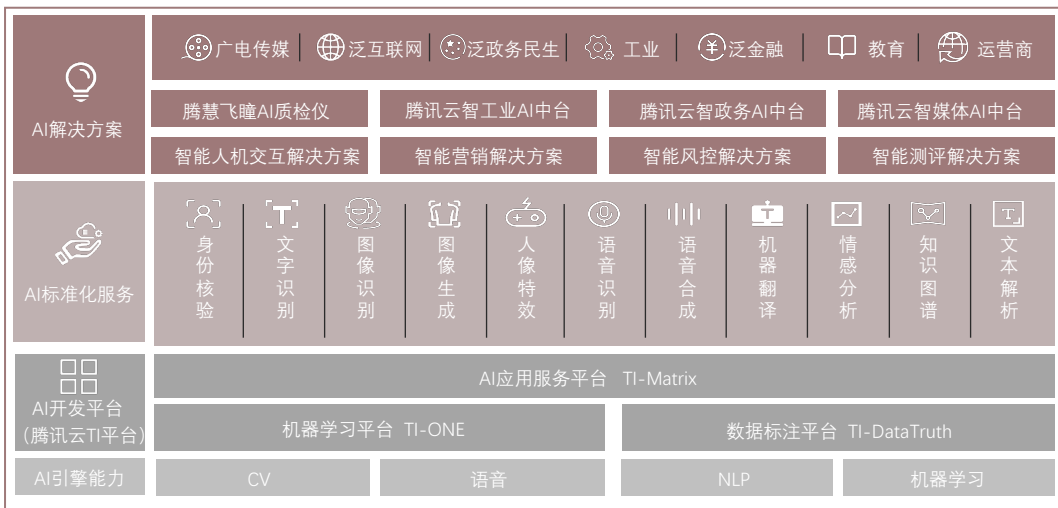 广电传媒 泛互联网 泛政务民生 工业 泛金融 教育 运营商
AI解决方案
腾慧飞瞳AI质检仪 腾讯云智工业AI中台 腾讯云智政务AI中台 腾讯云智媒体AI中台
智能人机交互解决方案 智能营销解决方案 智能风控解决方案 智能测评解决方案
AI标准化服务
身份核验
文字识别
图像识别
图像生成
人像特效
语音识别
语音合成
机器翻译
情感分析
知识图谱
文本解析
AI开发平台
(腾讯云TI平台)
AI应用服务平台 TI-Matrix
机器学习平台 TI-ONE 数据标注平台 TI-DataTruth
AI引擎能力 CV 语音 NLP 机器学习